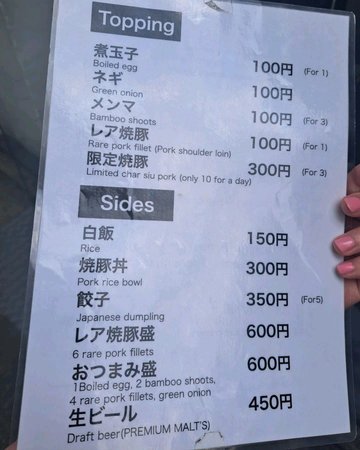 Topping
煮玉子 100円 (For 1)
Boiled egg
ネギ 100円
Green onion
メンマ 100円 (For 3)
Bamboo shoots
レア焼豚 100円 (For 1)
Rare pork fillet (Pork shoulder loin)
限定焼豚 300円 (For 3)
Limited char siu pork (only 10 for a day)
Sides
白飯 150円
Rice
焼豚丼 300円
Pork rice bowl
餃子 350円 (For5)
Japanese dumpling
レア焼豚盛 600円
6 rare pork fillets
おつまみ盛 600円
1Boiled egg, 2 bamboo shoots,
4 rare pork fillets, green onion
生ビール 450円
Draft beer(PREMIUM MALT'S)